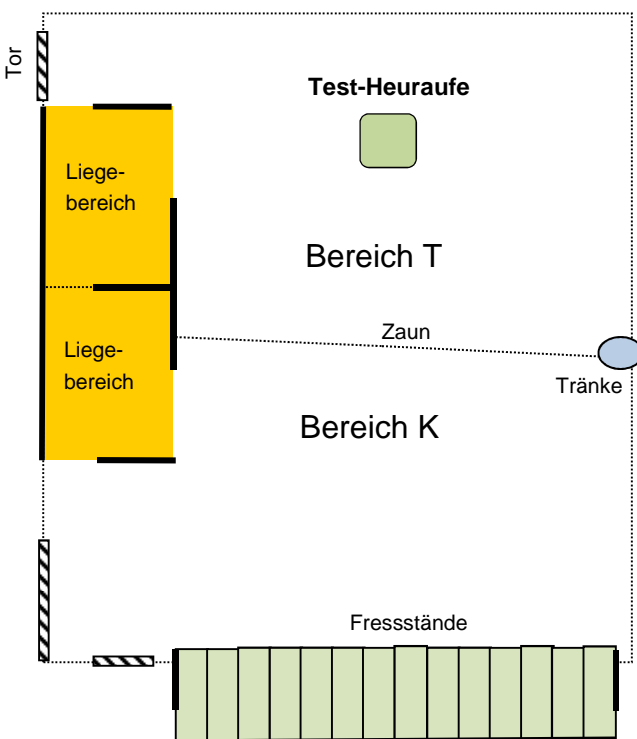 Tor
Test-Heuraufe
Liege-
bereich
Bereich T
Zaun
Liege-
bereich
Tränke
Bereich K
Fressstände